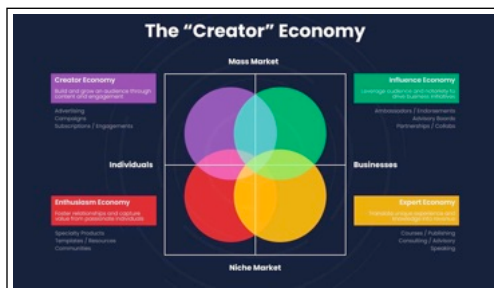 The “Creator” Economy
Mass Market
Creator Economy
Build and grow an audience through
content and engagement
Advertising
Campaigns
Subscriptions / Engagements
Influence Economy
Leverage audience and notoriety to
drive business initiatives
Ambassadors / Endorsements
Advisory Boards
Partnerships / Collabs
Individuals
Businesses
Enthusiasm Economy
Foster relationships and capture
value from passionate individuals
Specialty Products
Templates / Resources
Communities
Expert Economy
Translate unique experience and
knowledge into revenue
Courses / Publishing
Consulting / Advisory
Speaking
Niche Market